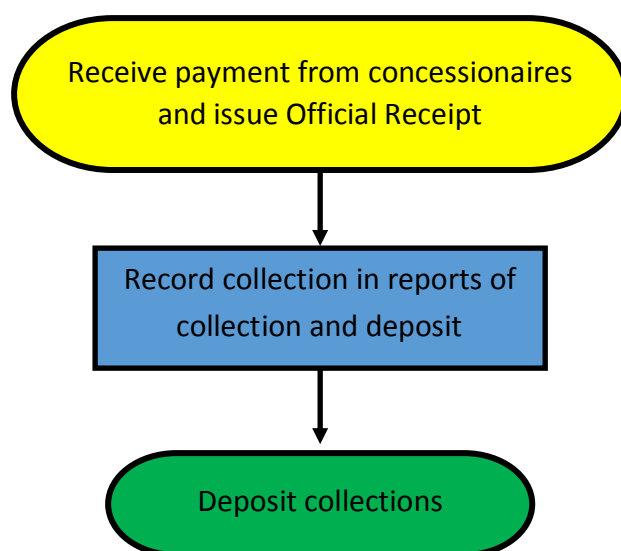 Receive payment from concessionaires
and issue Official Receipt
Record collection in reports of
collection and deposit
Deposit collections